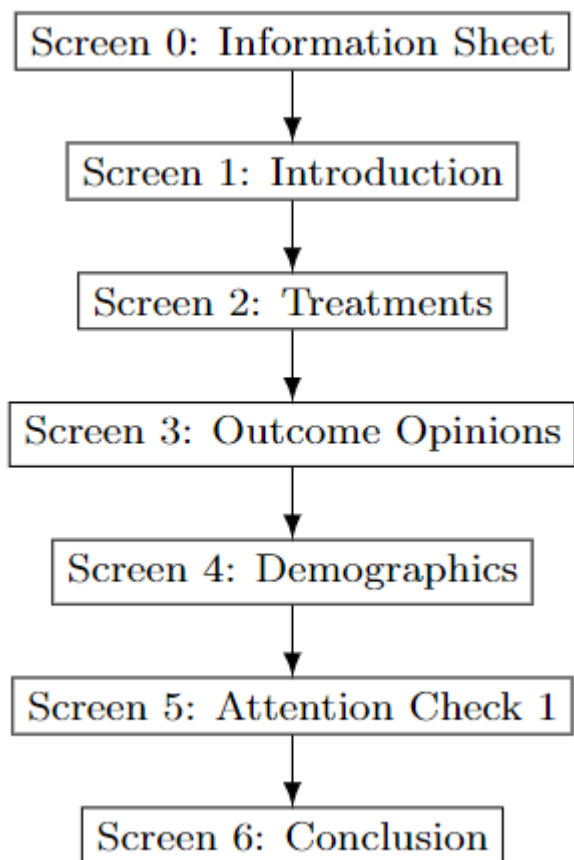 Screen 0: Information Sheet
Screen 1: Introduction
Screen 2: Treatments
Screen 3: Outcome Opinions
Screen 4: Demographics
Screen 5: Attention Check 1
Screen 6: Conclusion